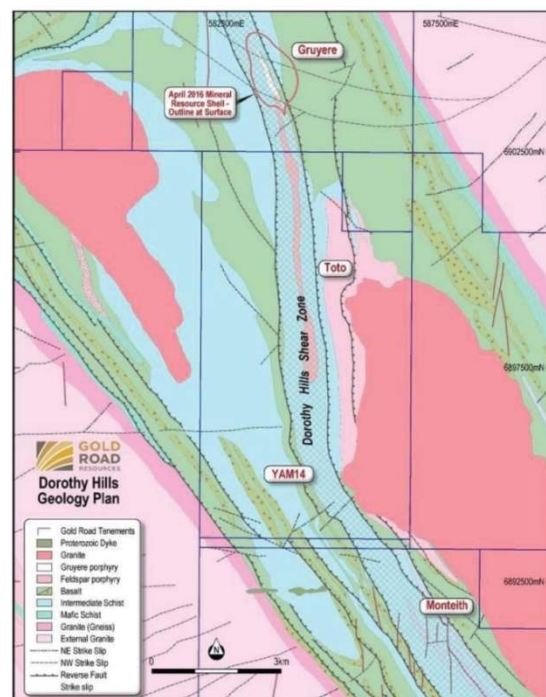 582500mE
587500mE
Gruyere
April 2016 Mineral
Resource Shell -
Outline at Surface
6902500mN
Toto
Dorothy Hills Shear Zone
6897500mN
GOLD
ROAD
RESOURCES
Dorothy Hills
Geology Plan
YAM14
Gold Road Tenements
Proterozoic Dyke
Granite
Gruyere porphyry
Feldspar porphyry
Basalt
Intermediate Schist
Mafic Schist
Granite (Gneiss)
External Granite
NE Strike Slip
NW Strike Slip
Reverse Fault
Strike slip
6892500mN
Monteith
N
0
3km